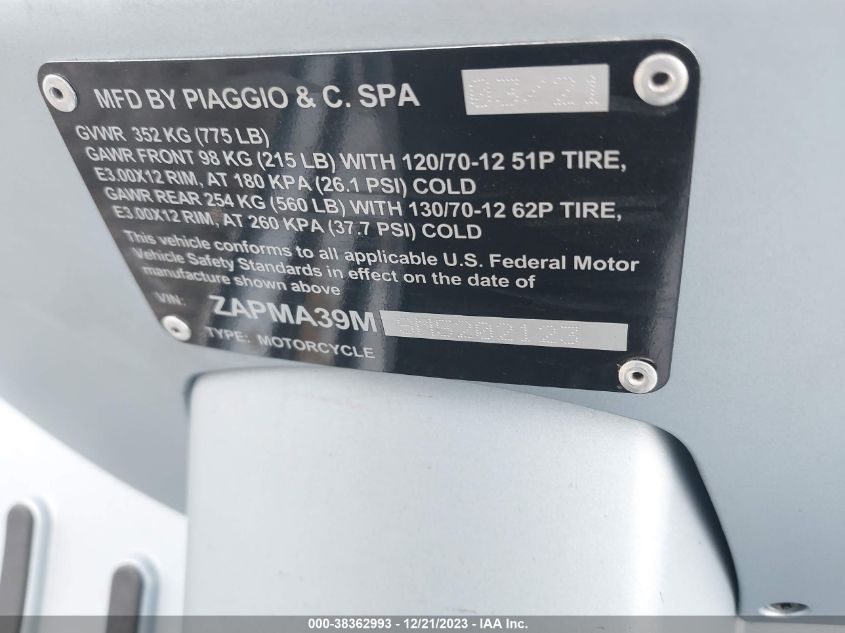 MFD BY PIAGGIO & C. SPA 03/21
GVWR 352 KG (775 LB)
GAWR FRONT 98 KG (215 LB) WITH 120/70-12 51P TIRE,
E3.00X12 RIM, AT 180 KPA (26.1 PSI) COLD
GAWR REAR 254 KG (560 LB) WITH 130/70-12 62P TIRE,
E3.00X12 RIM, AT 260 KPA (37.7 PSI) COLD
This vehicle conforms to all applicable U.S. Federal Motor
Vehicle Safety Standards in effect on the date of
manufacture shown above
VIN: ZAPMA39M5M5202123
TYPE: MOTORCYCLE
000-38362993 - 12/21/2023 - IAA Inc.